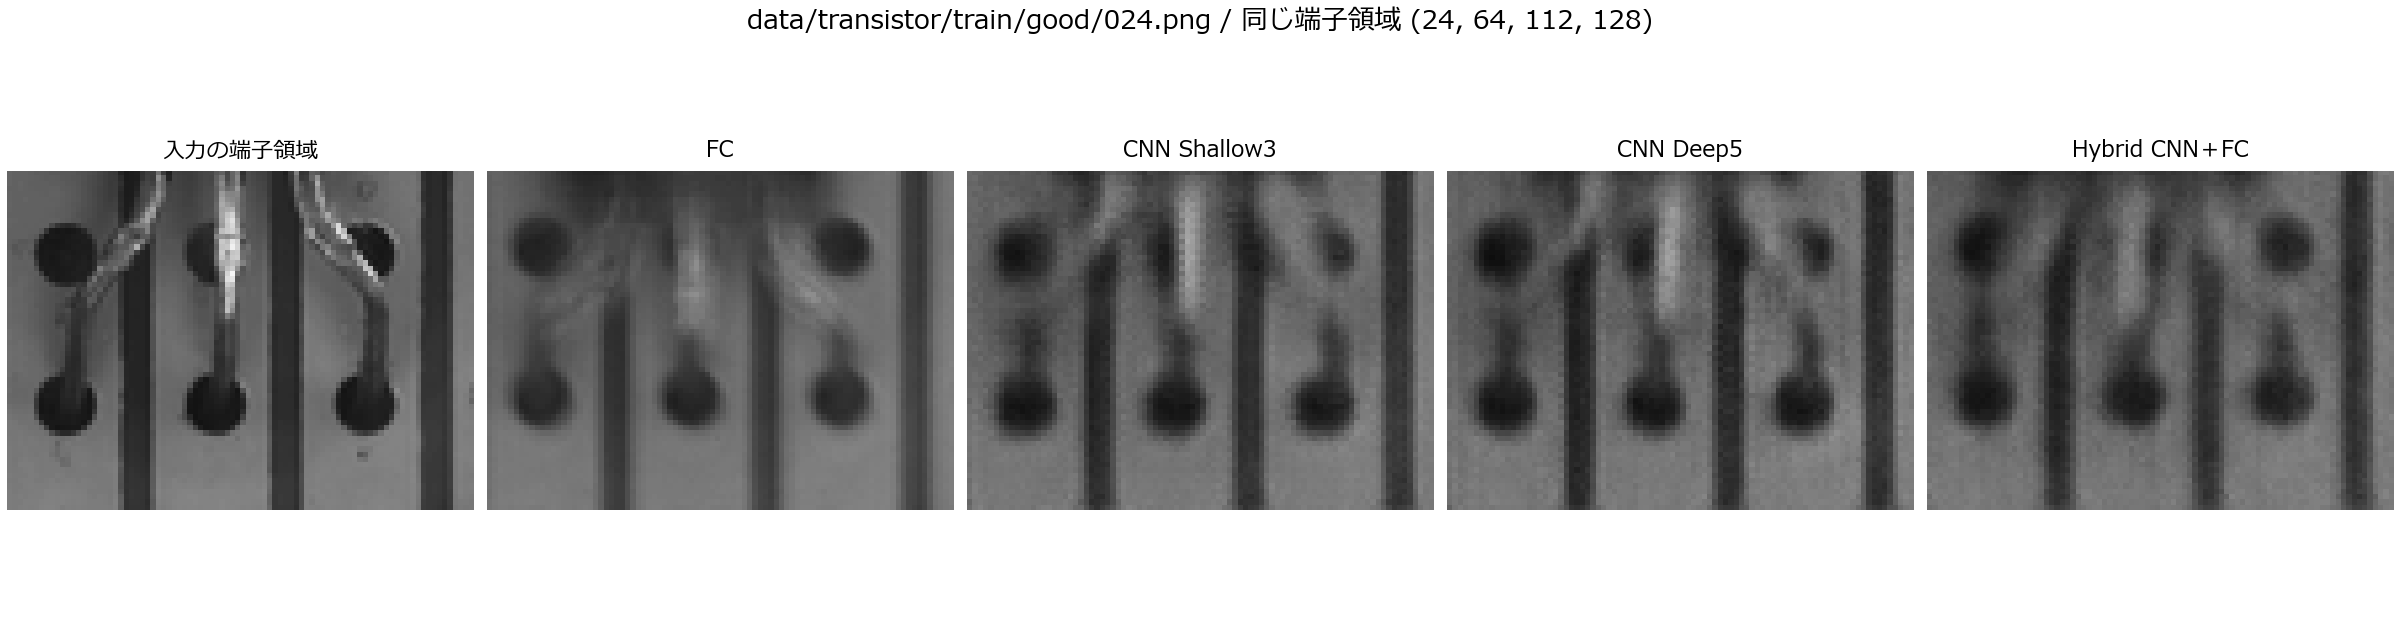 data/transistor/train/good/024.png / 同じ端子領域 (24, 64, 112, 128)
入力の端子領域
FC
CNN Shallow3
CNN Deep5
Hybrid CNN+FC